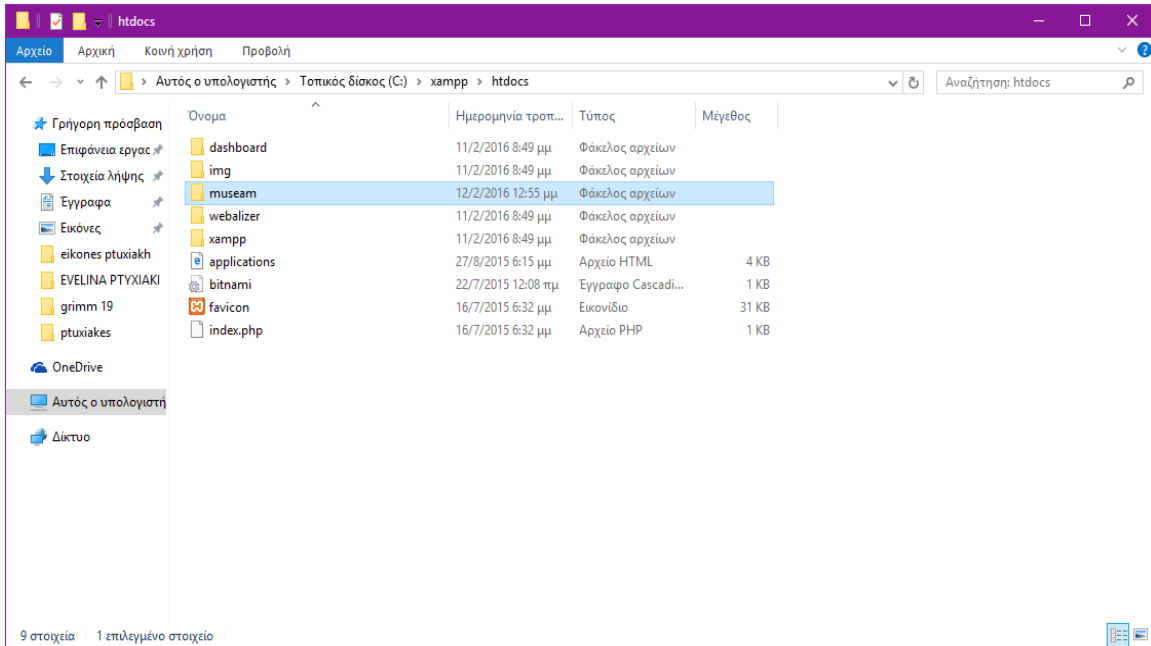 htdocs
Αρχείο Αρχική Κοινή χρήση Προβολή
Αυτός ο υπολογιστής > Τοπικός δίσκος (C:) > xampp > htdocs
Αναζήτηση: htdocs
Γρήγορη πρόσβαση
Επιφάνεια εργας
Στοιχεία λήψης
Έγγραφα
Εικόνες
eikones ptuxiakh
EVELINA PTYXIAKI
grimm 19
ptuxiakes
OneDrive
Αυτός ο υπολογιστή
Δίκτυο
Όνομα Ημερομηνία τροπ... Τύπος Μέγεθος
dashboard 11/2/2016 8:49 μμ Φάκελος αρχείων
img 11/2/2016 8:49 μμ Φάκελος αρχείων
museam 12/2/2016 12:55 μμ Φάκελος αρχείων
webalizer 11/2/2016 8:49 μμ Φάκελος αρχείων
xampp 11/2/2016 8:49 μμ Φάκελος αρχείων
applications 27/8/2015 6:15 μμ Αρχείο HTML 4 KB
bitnami 22/7/2015 12:08 πμ Έγγραφο Cascadi... 1 KB
favicon 16/7/2015 6:32 μμ Εικονίδιο 31 KB
index.php 16/7/2015 6:32 μμ Αρχείο PHP 1 KB
9 στοιχεία 1 επιλεγμένο στοιχείο